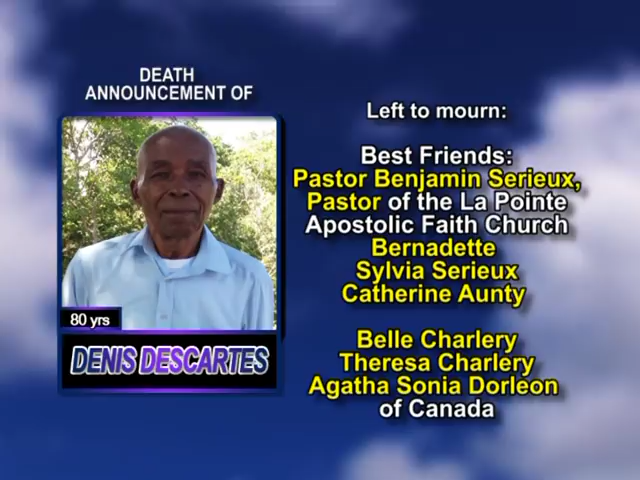 DEATH
ANNOUNCEMENT OF
80 yrs
DENIS DESCARTES
Left to mourn:
Best Friends:
Pastor Benjamin Serieux,
Pastor of the La Pointe
Apostolic Faith Church
Bernadette
Sylvia Serieux
Catherine Aunty
Belle Charlery
Theresa Charlery
Agatha Sonia Dorleon
of Canada